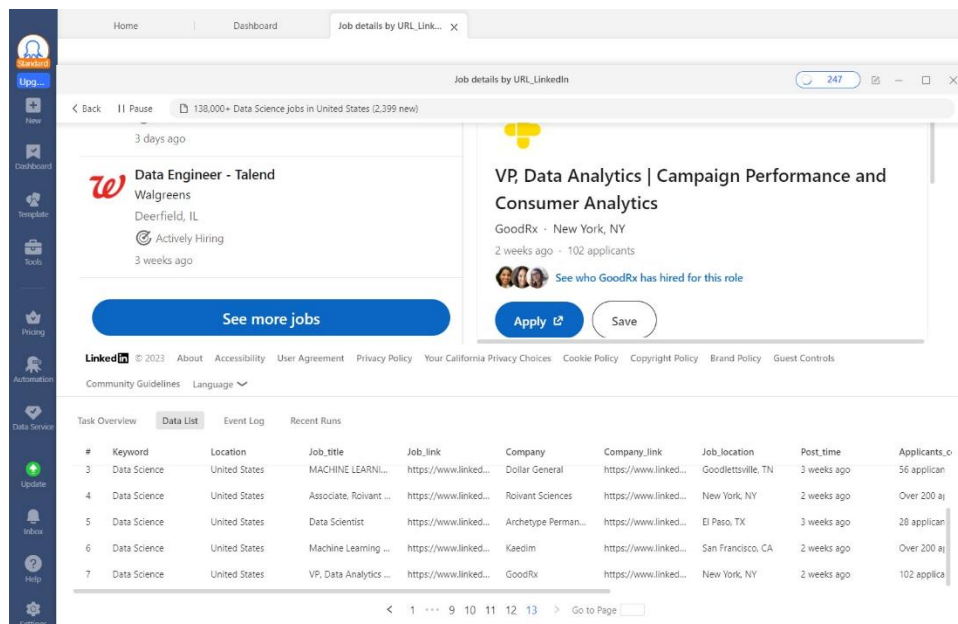 Home Dashboard Job details by URL_Link...
Standard
Upg...
Job details by URL_LinkedIn 247
New
Back Pause 138,000+ Data Science jobs in United States (2,399 new)
3 days ago
Dashboard
Data Engineer - Talend
Walgreens
Deerfield, IL
Actively Hiring
3 weeks ago
VP, Data Analytics | Campaign Performance and
Consumer Analytics
GoodRx · New York, NY
2 weeks ago · 102 applicants
See who GoodRx has hired for this role
Apply Save
Template
Tools
See more jobs
Pricing
LinkedIn © 2023 About Accessibility User Agreement Privacy Policy Your California Privacy Choices Cookie Policy Copyright Policy Brand Policy Guest Controls
Automation
Community Guidelines Language
Data Service
Task Overview Data List Event Log Recent Runs
# Keyword Location Job_title Job_link Company Company_link Job_location Post_time Applicants_c
3 Data Science United States MACHINE LEARNI... https://www.linked... Dollar General https://www.linked... Goodlettsville, TN 3 weeks ago 56 applican
Update
4 Data Science United States Associate, Roivant ... https://www.linked... Roivant Sciences https://www.linked... New York, NY 2 weeks ago Over 200 ap
5 Data Science United States Data Scientist https://www.linked... Archetype Perman... https://www.linked... El Paso, TX 3 weeks ago 28 applican
Inbox
6 Data Science United States Machine Learning ... https://www.linked... Kaedim https://www.linked... San Francisco, CA 2 weeks ago Over 200 ap
7 Data Science United States VP, Data Analytics ... https://www.linked... GoodRx https://www.linked... New York, NY 2 weeks ago 102 applica
Help
1 ··· 9 10 11 12 13 Go to Page
Settings